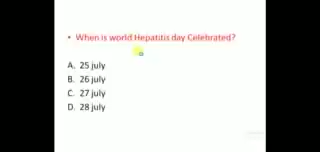 • When is world Hepatitis day Celebrated?
A. 25 july
B. 26 july
C. 27 july
D. 28 july